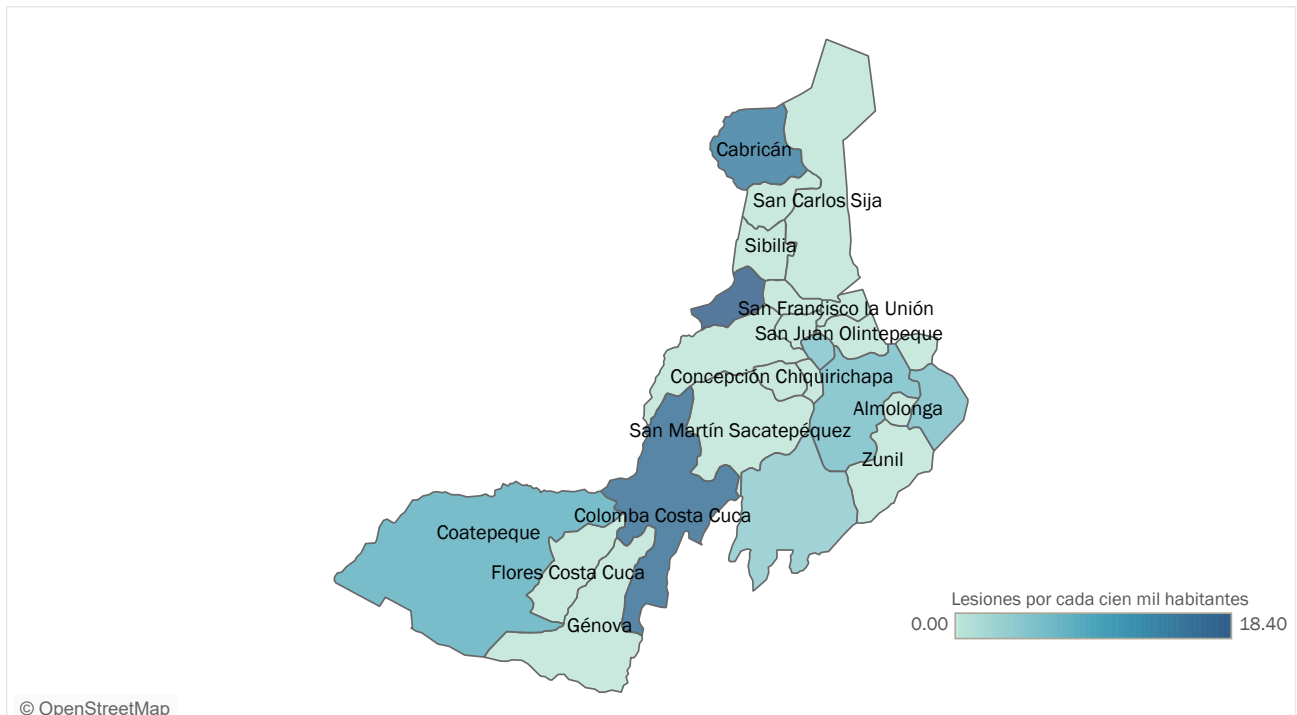 Cabricán
San Carlos Sija
Sibilia
San Francisco la Unión
San Juan Olintepeque
Concepción Chiquirichapa
Almolonga
San Martín Sacatepéquez
Zunil
Colomba Costa Cuca
Coatepeque
Flores Costa Cuca
Génova
Lesiones por cada cien mil habitantes
0.00 18.40
© OpenStreetMap